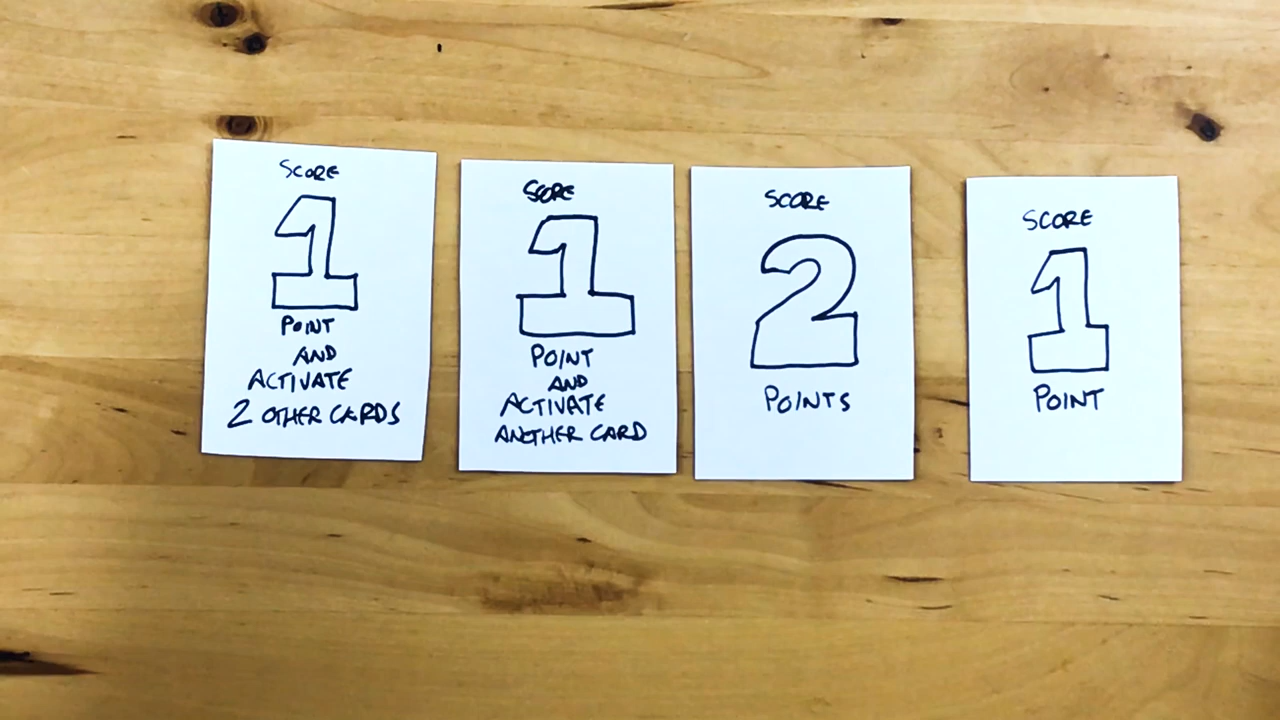 SCORE
1
POINT
AND
ACTIVATE
2 OTHER CARDS
SCORE
1
POINT
AND
ACTIVATE
ANOTHER CARD
SCORE
2
POINTS
SCORE
1
POINT